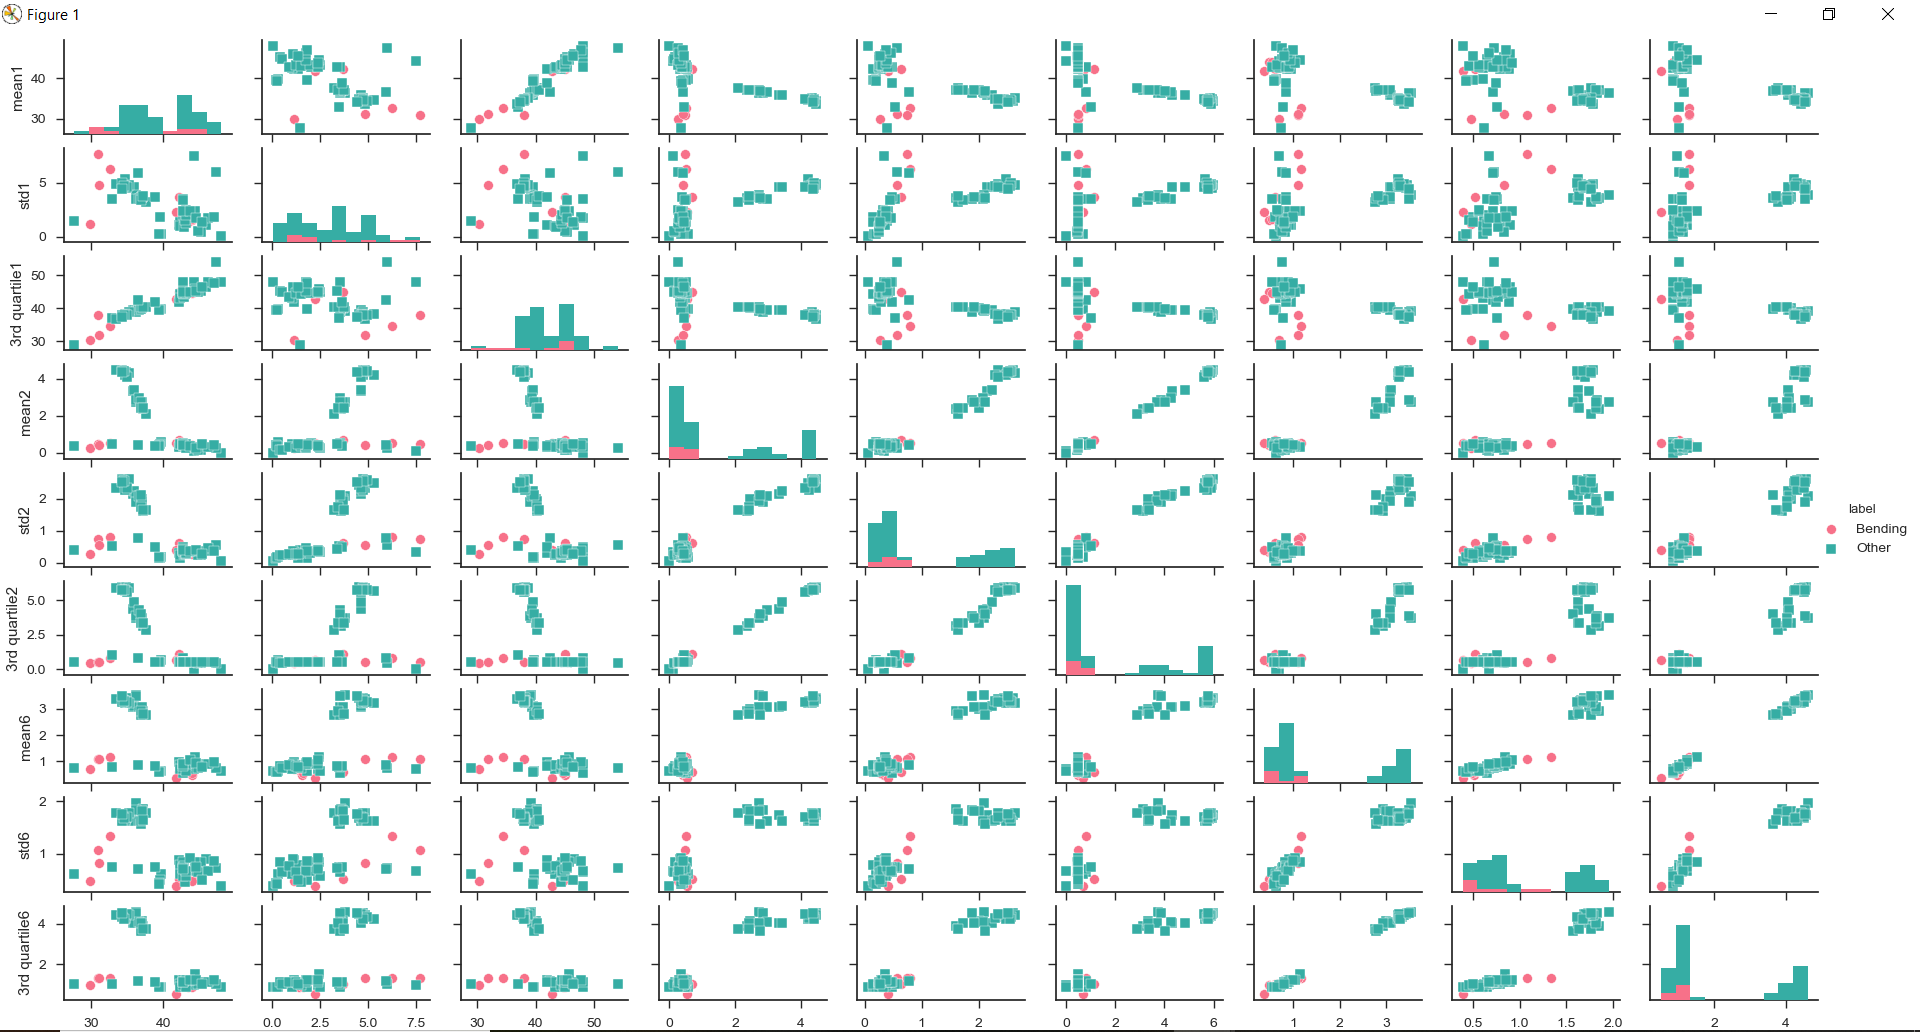 Figure 1
mean1
40
30
std1
5
0
3rd quartile1
50
40
30
mean2
4
2
0
std2
2
1
0
3rd quartile2
5.0
2.5
0.0
mean6
3
2
1
std6
2
1
3rd quartile6
4
2
label
Bending
Other
30 40
0.0 2.5 5.0 7.5
30 40 50
0 2 4
0 1 2
0 2 4 6
1 2 3
0.5 1.0 1.5 2.0
2 4